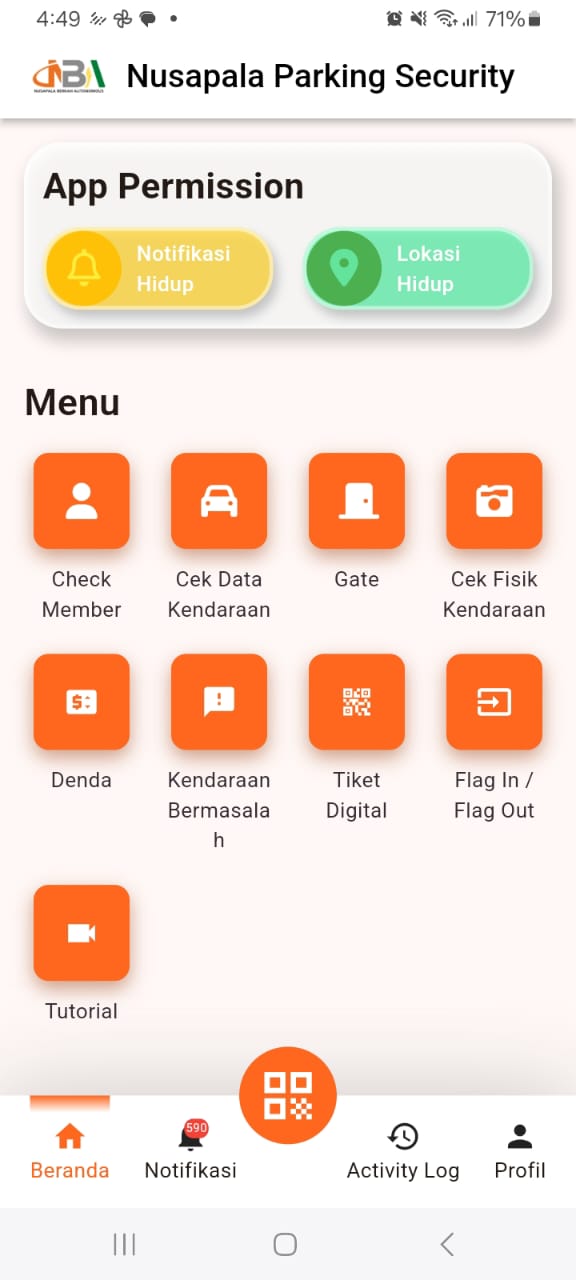 4:49 71%
NBA Nusapala Parking Security
NUSAPALA BERKAH AUTONOMOUS
App Permission
Notifikasi
Hidup
Lokasi
Hidup
Menu
Check
Member
Cek Data
Kendaraan
Gate
Cek Fisik
Kendaraan
Denda
Kendaraan
Bermasala
h
Tiket
Digital
Flag In /
Flag Out
Tutorial
590
Beranda Notifikasi Activity Log Profil